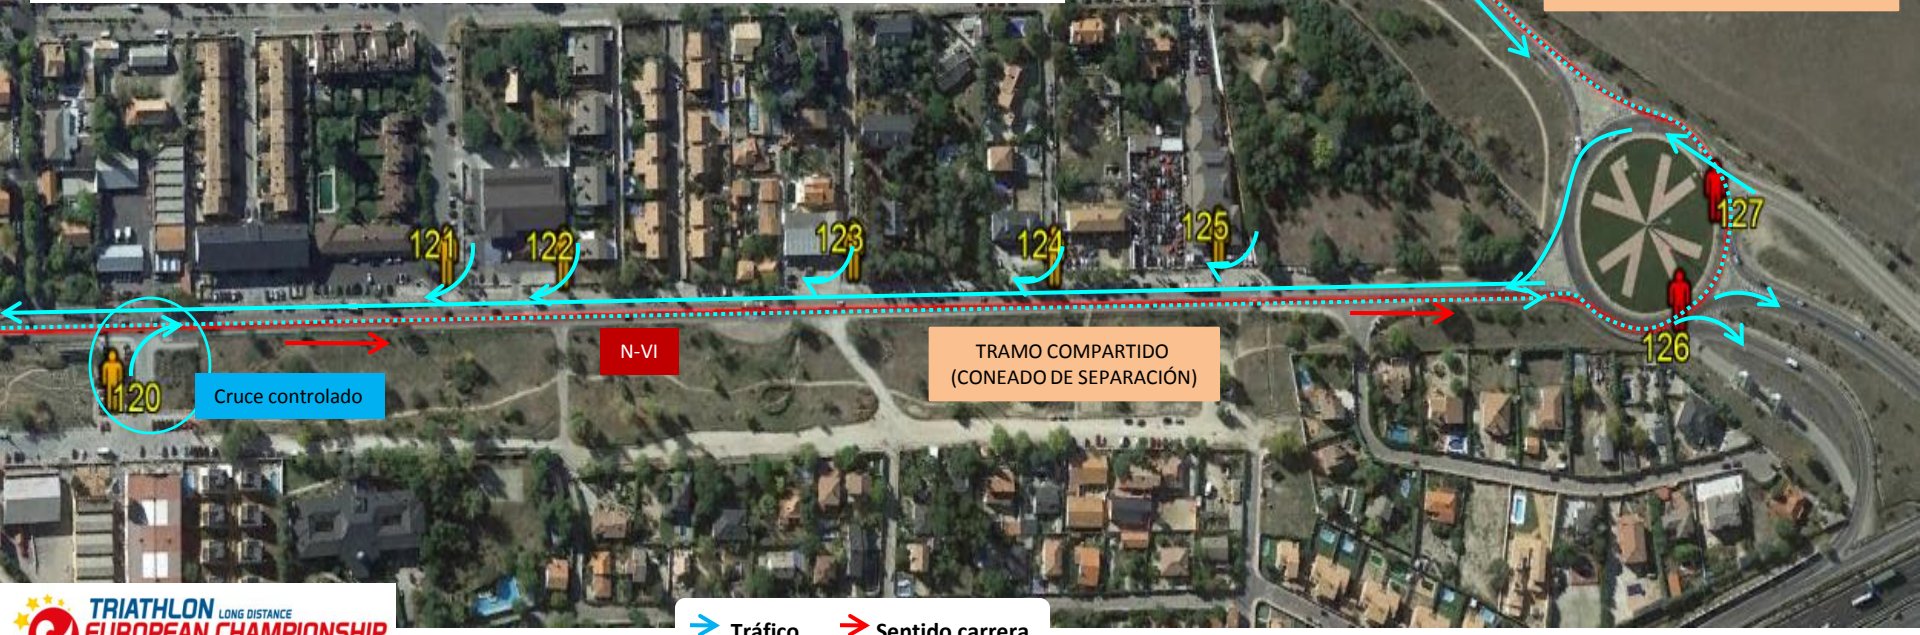 121
122
123
124
125
127
126
120
Cruce controlado
N-VI
TRAMO COMPARTIDO
(CONEADO DE SEPARACIÓN)
TRIATHLON LONG DISTANCE
EUROPEAN CHAMPIONSHIP
Tráfico
Sentido carrera